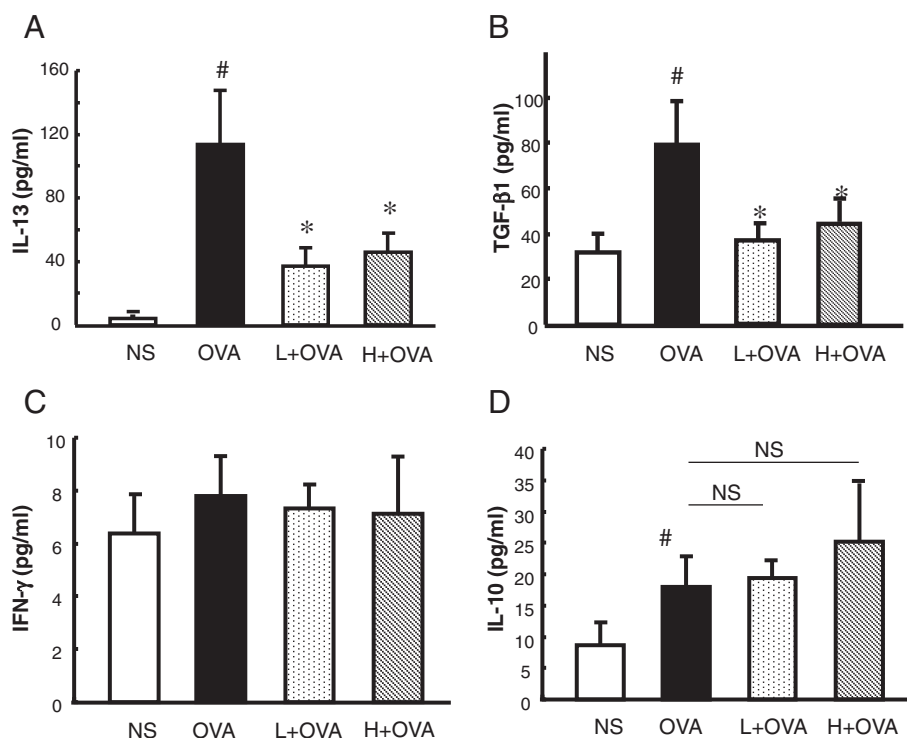 A
IL-13 (pg/ml)
160
120
80
40
0
#
*
*
NS OVA L+OVA H+OVA
B
TGF-β1 (pg/ml)
100
80
60
40
20
0
#
*
*
NS OVA L+OVA H+OVA
C
IFN-γ (pg/ml)
10
8
6
4
2
0
NS OVA L+OVA H+OVA
D
IL-10 (pg/ml)
40
35
30
25
20
15
10
5
0
NS
NS
#
NS OVA L+OVA H+OVA